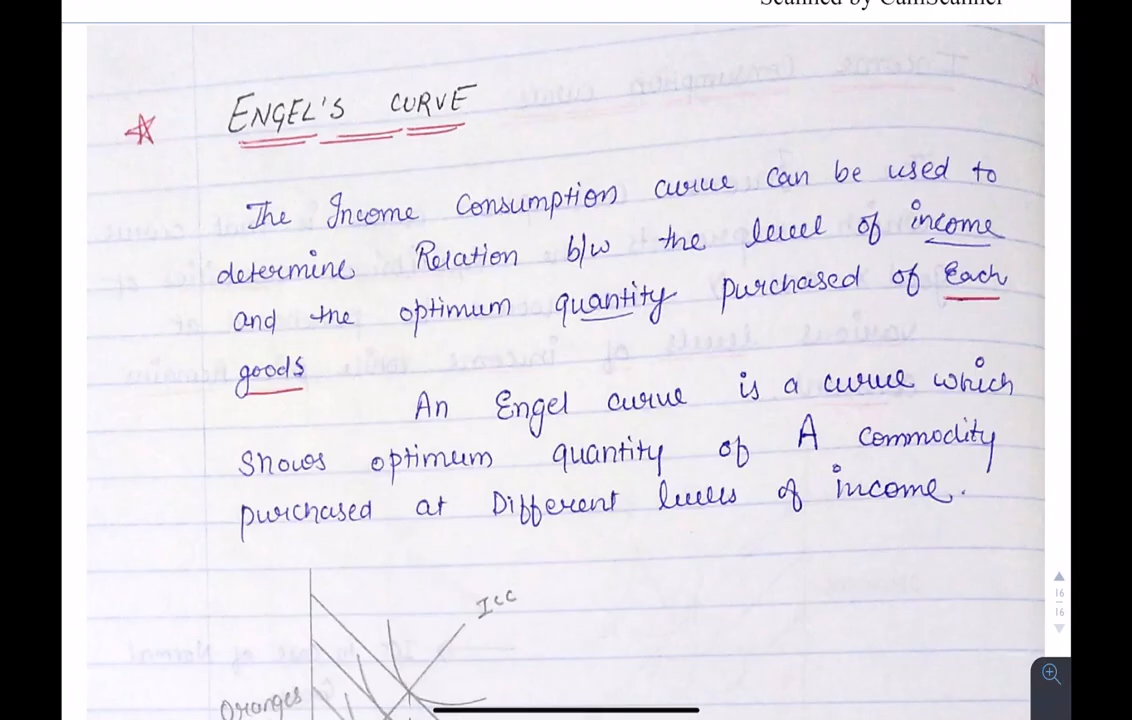 ENGEL'S CURVE
The Income Consumption curve can be used to
determine Relation b/w the level of income
and the optimum quantity purchased of Each
goods
An Engel curve is a curve which
Shows optimum quantity of A commodity
purchased at Different levels of income.
ICC
Oranges
16
16